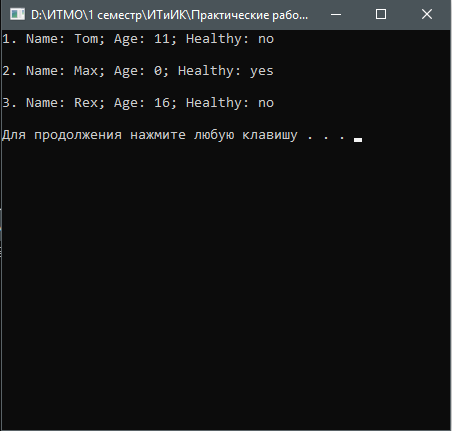 D:\ИТМО\1 семестр\ИТиИК\Практические рабо...
1. Name: Tom; Age: 11; Healthy: no
2. Name: Max; Age: 0; Healthy: yes
3. Name: Rex; Age: 16; Healthy: no
Для продолжения нажмите любую клавишу . . .